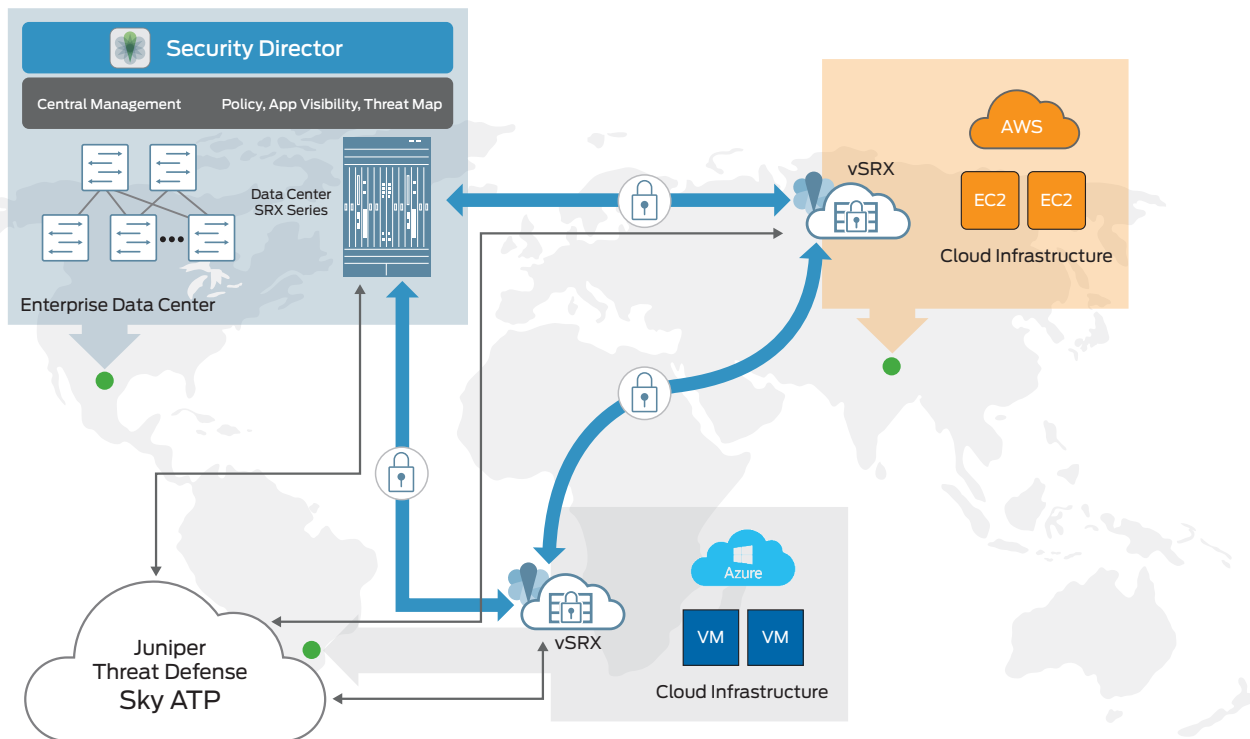 Security Director
Central Management
Policy, App Visibility, Threat Map
Data Center
SRX Series
Enterprise Data Center
vSRX
AWS
EC2
EC2
Cloud Infrastructure
Juniper
Threat Defense
Sky ATP
vSRX
Azure
VM
VM
Cloud Infrastructure